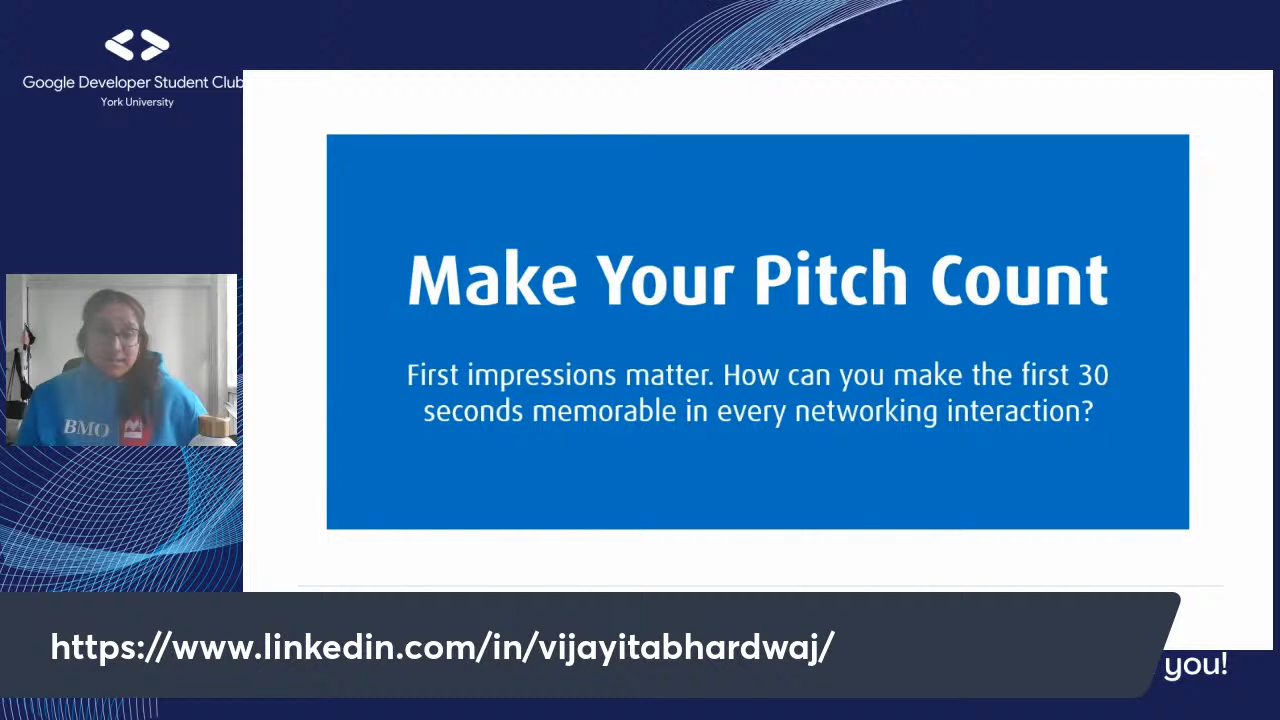 Google Developer Student Club
York University
Make Your Pitch Count
First impressions matter. How can you make the first 30
seconds memorable in every networking interaction?
BMO
https://www.linkedin.com/in/vijayitabhardwaj/
you!